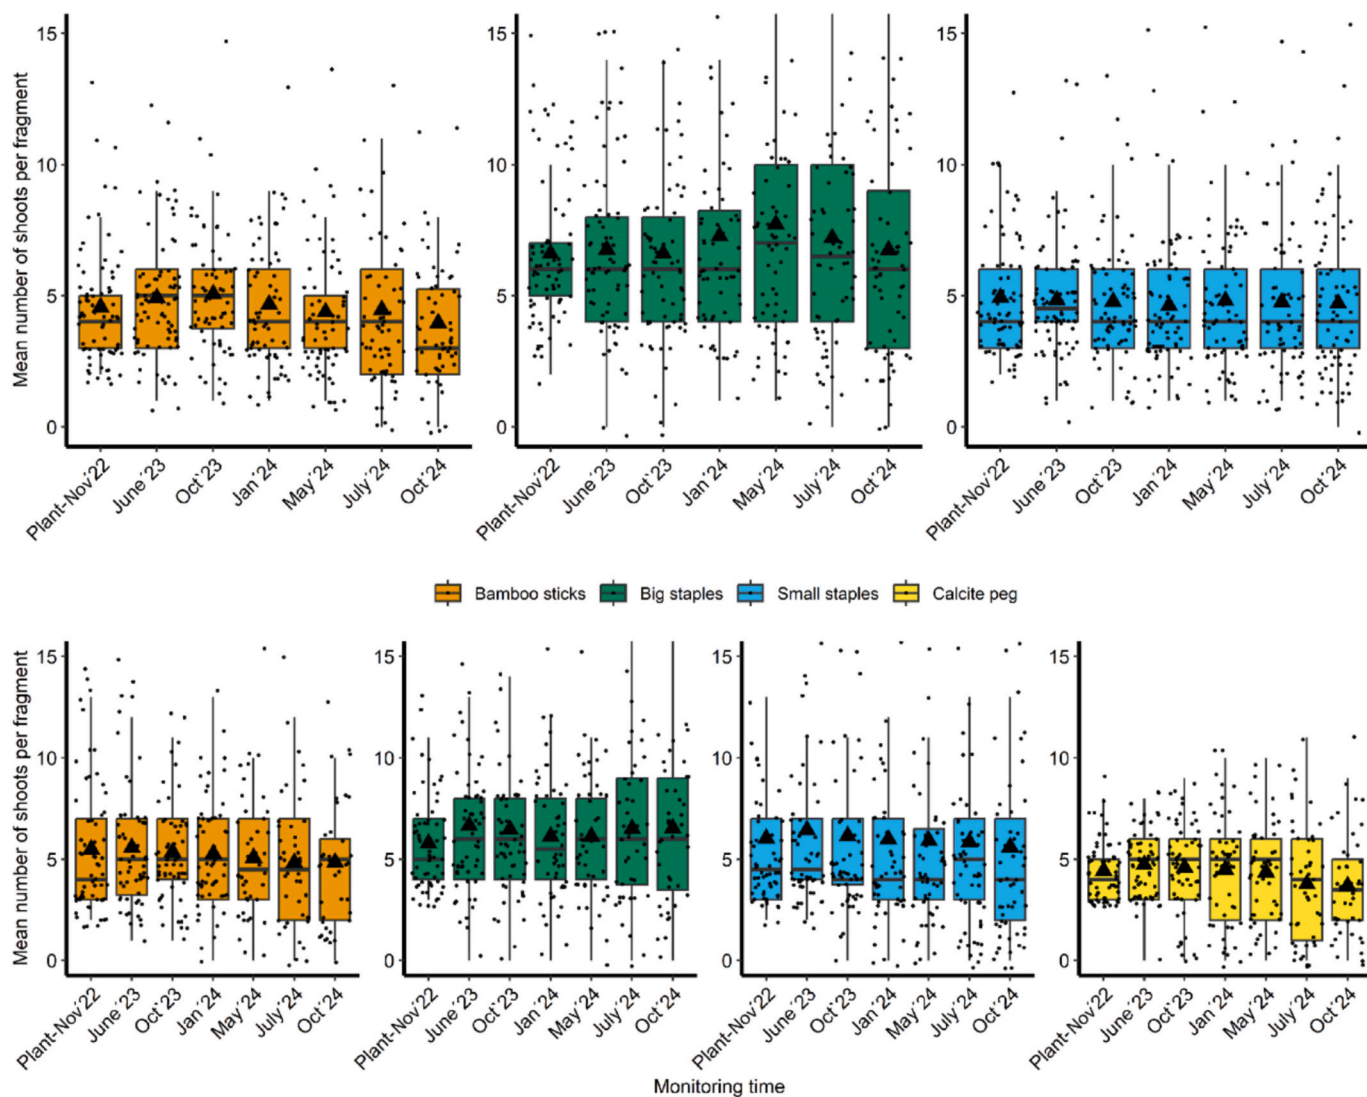 Mean number of shoots per fragment
15
10
5
0
Plant-Nov'22
June'23
Oct'23
Jan'24
May'24
July'24
Oct'24
15
10
5
0
Plant-Nov'22
June'23
Oct'23
Jan'24
May'24
July'24
Oct'24
15
10
5
0
Plant-Nov'22
June'23
Oct'23
Jan'24
May'24
July'24
Oct'24
Bamboo sticks
Big staples
Small staples
Calcite peg
Mean number of shoots per fragment
15
10
5
0
Plant-Nov'22
June'23
Oct'23
Jan'24
May'24
July'24
Oct'24
15
10
5
0
Plant-Nov'22
June'23
Oct'23
Jan'24
May'24
July'24
Oct'24
15
10
5
0
Plant-Nov'22
June'23
Oct'23
Jan'24
May'24
July'24
Oct'24
15
10
5
0
Plant-Nov'22
June'23
Oct'23
Jan'24
May'24
July'24
Oct'24
Monitoring time